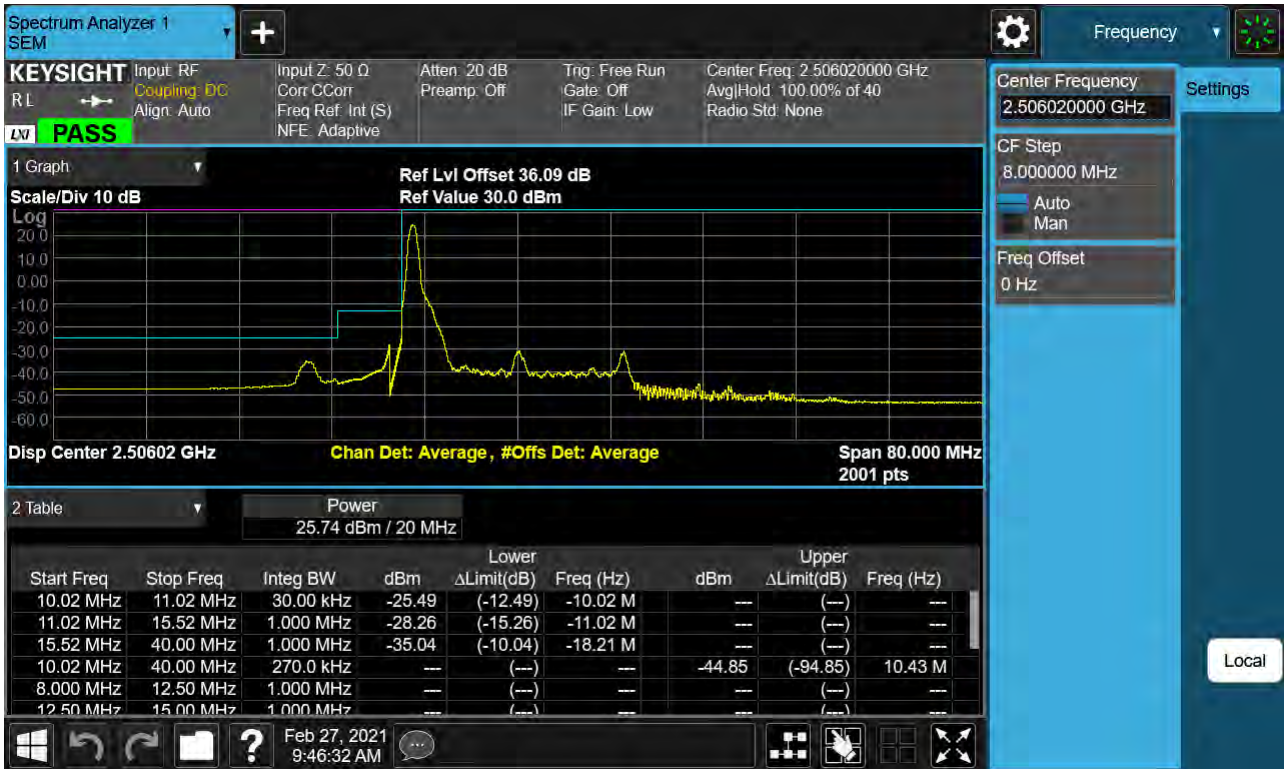 Spectrum Analyzer 1
SEM
Frequency
KEYSIGHT
R L
LXI
PASS
Input: RF
Coupling: DC
Align: Auto
Input Z: 50 Ω
Corr CCorr
Freq Ref: Int (S)
NFE: Adaptive
Atten: 20 dB
Preamp: Off
Trig: Free Run
Gate: Off
IF Gain: Low
Center Freq: 2.506020000 GHz
Avg|Hold: 100.00% of 40
Radio Std: None
Center Frequency
2.506020000 GHz
Settings
CF Step
8.000000 MHz
Auto
Man
Freq Offset
0 Hz
1 Graph
Scale/Div 10 dB
Ref Lvl Offset 36.09 dB
Ref Value 30.0 dBm
Log
20.0
10.0
0.00
-10.0
-20.0
-30.0
-40.0
-50.0
-60.0
Disp Center 2.50602 GHz
Chan Det: Average, #Offs Det: Average
Span 80.000 MHz
2001 pts
2 Table
Power
25.74 dBm / 20 MHz
Lower Upper
Start Freq Stop Freq Integ BW dBm ΔLimit(dB) Freq (Hz) dBm ΔLimit(dB) Freq (Hz)
10.02 MHz 11.02 MHz 30.00 kHz -25.49 (-12.49) -10.02 M --- (---) ---
11.02 MHz 15.52 MHz 1.000 MHz -28.26 (-15.26) -11.02 M --- (---) ---
15.52 MHz 40.00 MHz 1.000 MHz -35.04 (-10.04) -18.21 M --- (---) ---
10.02 MHz 40.00 MHz 270.0 kHz --- (---) --- -44.85 (-94.85) 10.43 M
8.000 MHz 12.50 MHz 1.000 MHz --- (---) --- --- (---) ---
12.50 MHz 15.00 MHz 1.000 MHz --- (---) --- --- (---) ---
Local
Feb 27, 2021
9:46:32 AM